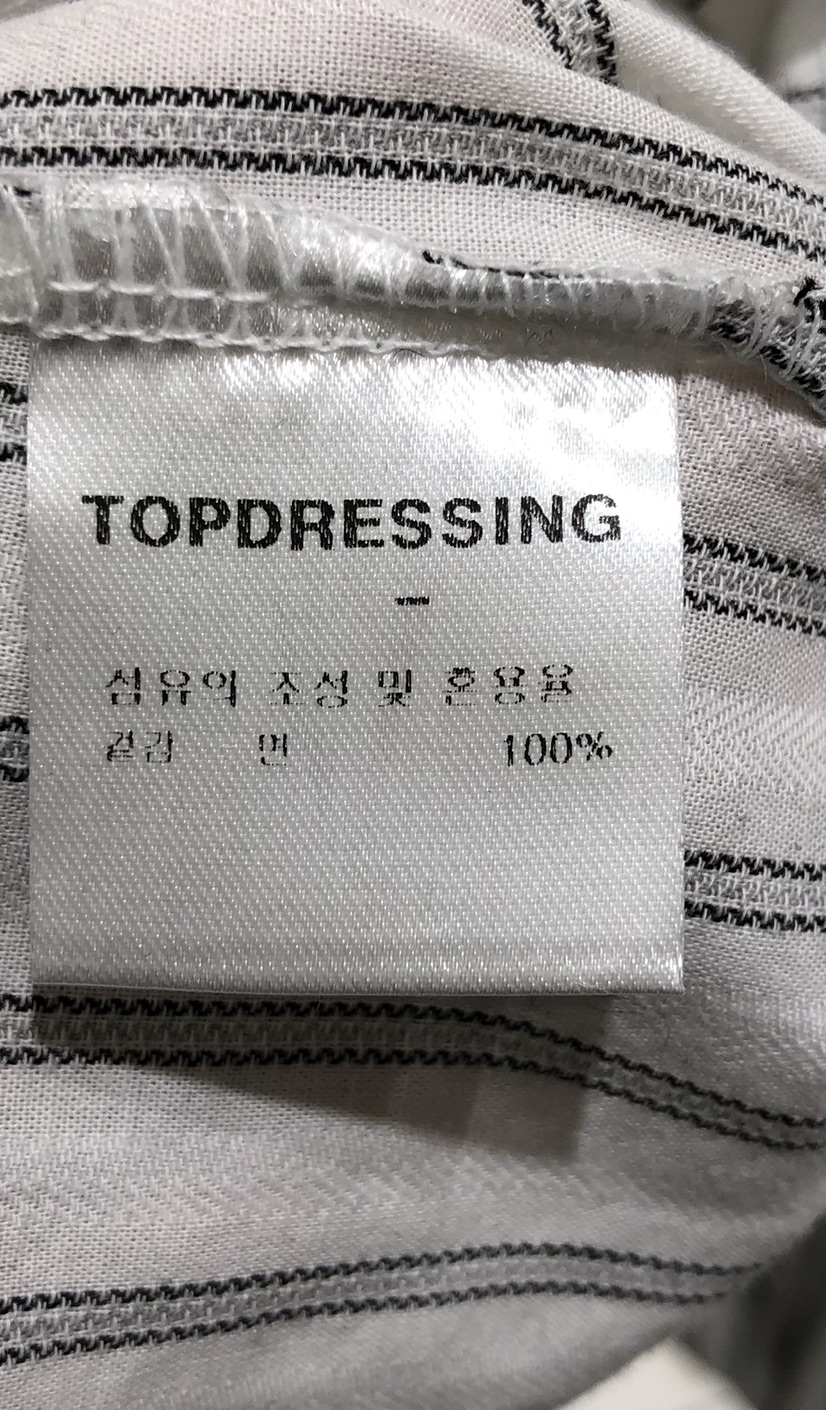 TOPDRESSING
-
섬유의 조성 및 혼용율
겉감 면 100%